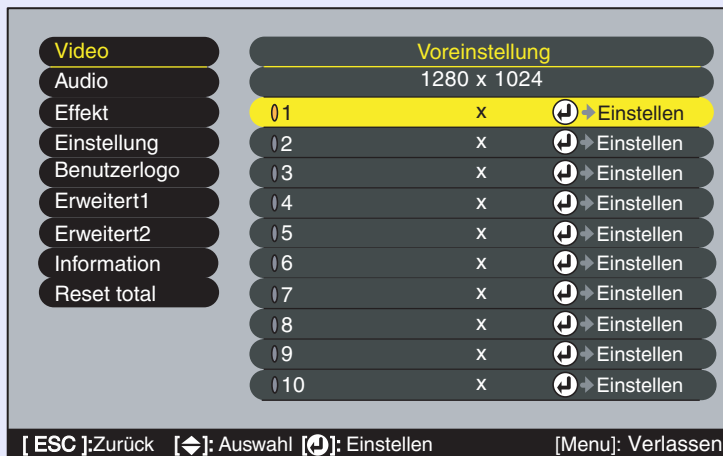 Video
Audio
Effekt
Einstellung
Benutzerlogo
Erweitert1
Erweitert2
Information
Reset total
Voreinstellung
1280 x 1024
1 x Einstellen
2 x Einstellen
3 x Einstellen
4 x Einstellen
5 x Einstellen
6 x Einstellen
7 x Einstellen
8 x Einstellen
9 x Einstellen
10 x Einstellen
[ ESC ]:Zurück []: Auswahl []: Einstellen [Menu]: Verlassen